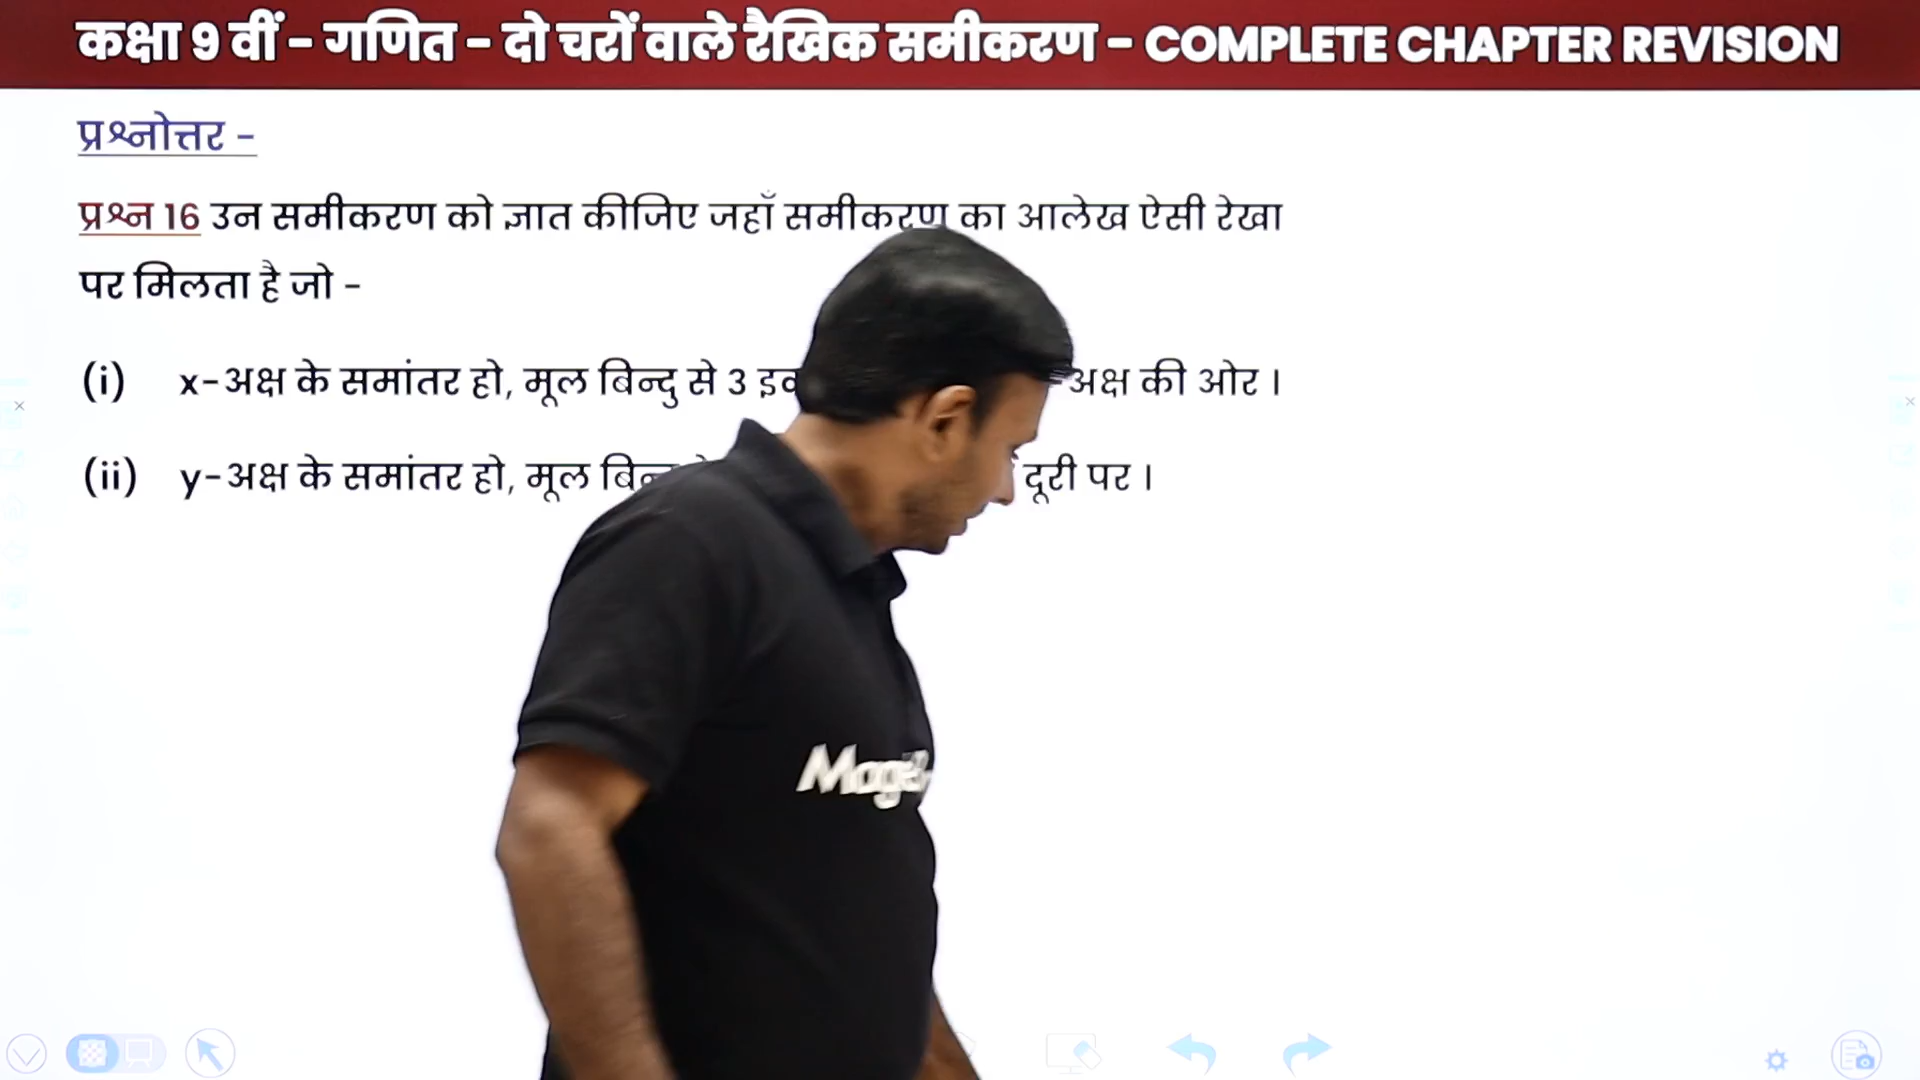 कक्षा 9 वीं - गणित - दो चरों वाले रैखिक समीकरण - COMPLETE CHAPTER REVISION
प्रश्नोत्तर -
प्रश्न 16 उन समीकरण को ज्ञात कीजिए जहाँ समीकरण का आलेख ऐसी रेखा
पर मिलता है जो -
(i) x-अक्ष के समांतर हो, मूल बिन्दु से 3 अक्ष की ओर ।
(ii) y-अक्ष के समांतर हो, मूल दूरी पर ।